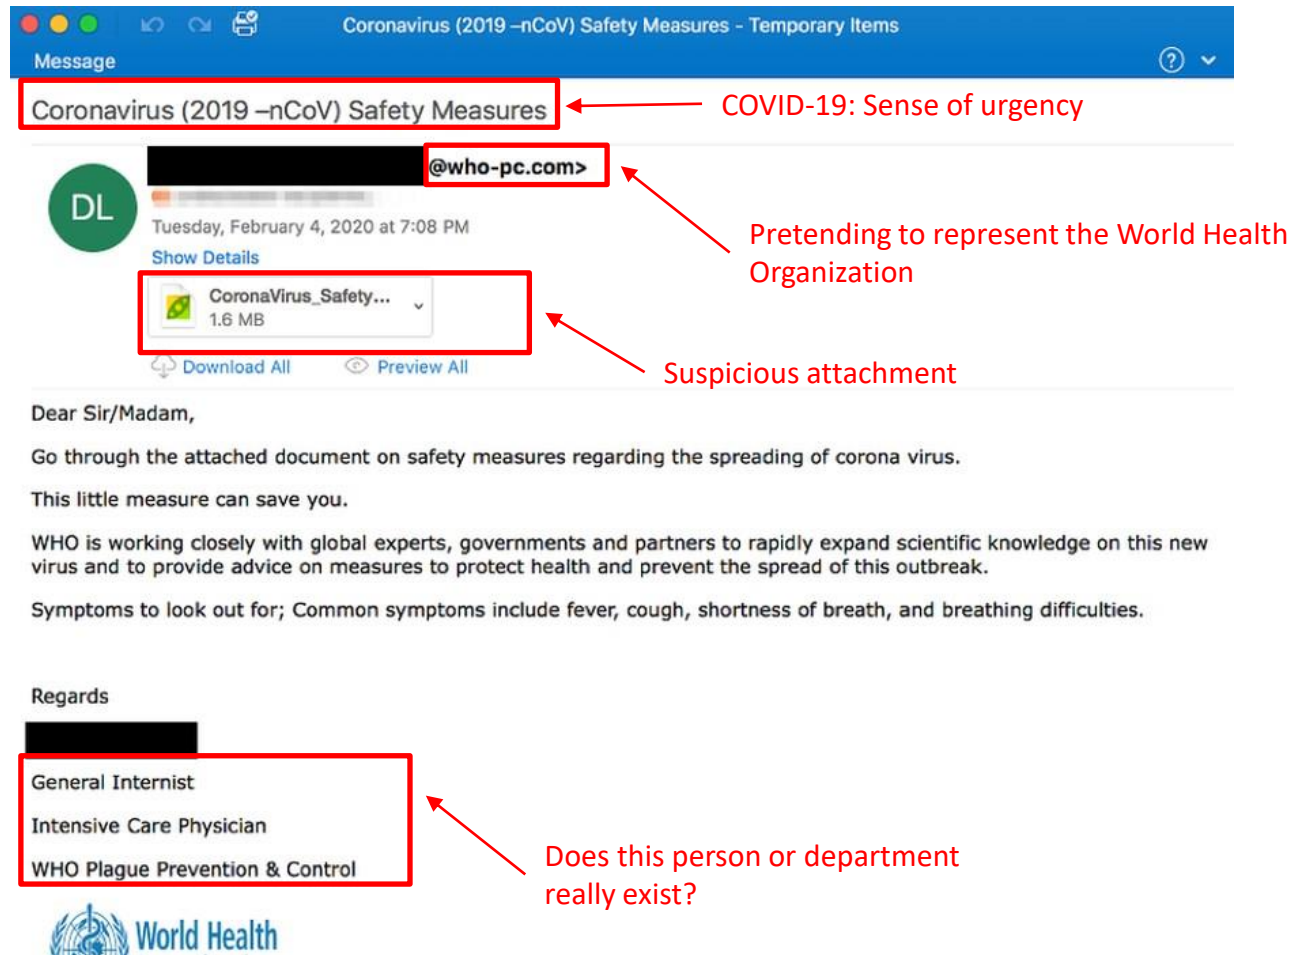 Coronavirus (2019 –nCoV) Safety Measures - Temporary Items
Message
Coronavirus (2019 –nCoV) Safety Measures
COVID-19: Sense of urgency
@who-pc.com>
DL
Tuesday, February 4, 2020 at 7:08 PM
Show Details
Pretending to represent the World Health
Organization
CoronaVirus_Safety...
1.6 MB
Download All
Preview All
Suspicious attachment
Dear Sir/Madam,
Go through the attached document on safety measures regarding the spreading of corona virus.
This little measure can save you.
WHO is working closely with global experts, governments and partners to rapidly expand scientific knowledge on this new
virus and to provide advice on measures to protect health and prevent the spread of this outbreak.
Symptoms to look out for; Common symptoms include fever, cough, shortness of breath, and breathing difficulties.
Regards
General Internist
Intensive Care Physician
WHO Plague Prevention & Control
Does this person or department
really exist?
World Health